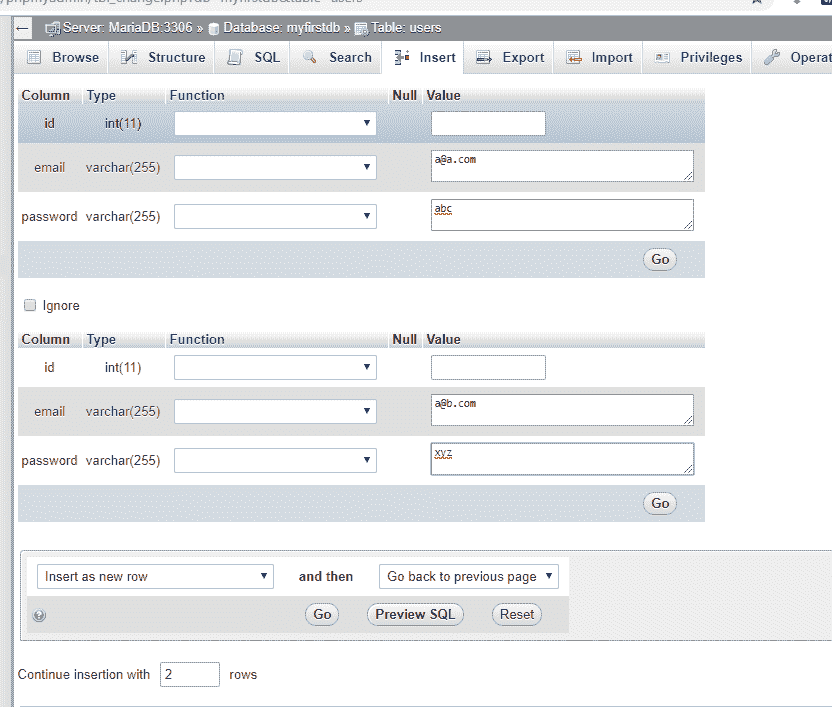 Server: MariaDB:3306 » Database: myfirstdb » Table: users
Browse Structure SQL Search Insert Export Import Privileges Operat
Column Type Function Null Value
id int(11)
email varchar(255) a@a.com
password varchar(255) abc
Go
Ignore
Column Type Function Null Value
id int(11)
email varchar(255) a@b.com
password varchar(255) xyz
Go
Insert as new row and then Go back to previous page
Go Preview SQL Reset
Continue insertion with 2 rows